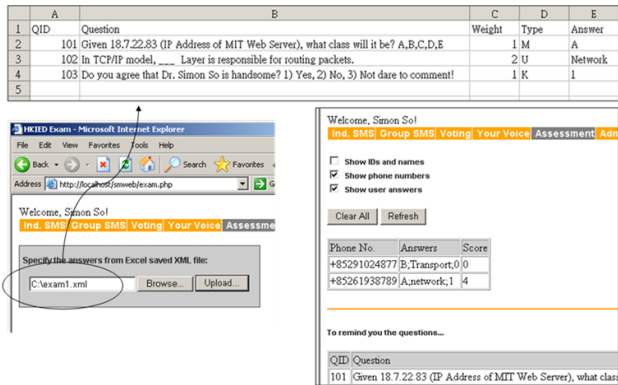 A B C D E
1 QID Question Weight Type Answer
2 101 Given 18.7.22.83 (IP Address of MIT Web Server), what class will it be? A,B,C,D,E 1 M A
3 102 In TCP/IP model, ___ Layer is responsible for routing packets. 2 U Network
4 103 Do you agree that Dr. Simon So is handsome? 1) Yes, 2) No, 3) Not dare to comment! 1 K 1
5
HKIED Exam - Microsoft Internet Explorer
File Edit View Favorites Tools Help
Back Search Favorites
Address http://localhost/smweb/exam.php G
Welcome, Simon So!
Ind. SMS Group SMS Voting Your Voice Assessme
Specify the answers from Excel saved XML file:
C:\exam1.xml Browse... Upload...
Welcome, Simon So!
Ind. SMS Group SMS Voting Your Voice Assessment Adm
Show IDs and names
Show phone numbers
Show user answers
Clear All Refresh
Phone No. Answers Score
+85291024877 B;Transport;0 0
+85261938789 A;network;1 4
To remind you the questions...
QID Question
101 Given 18.7.22.83 (IP Address of MIT Web Server), what class